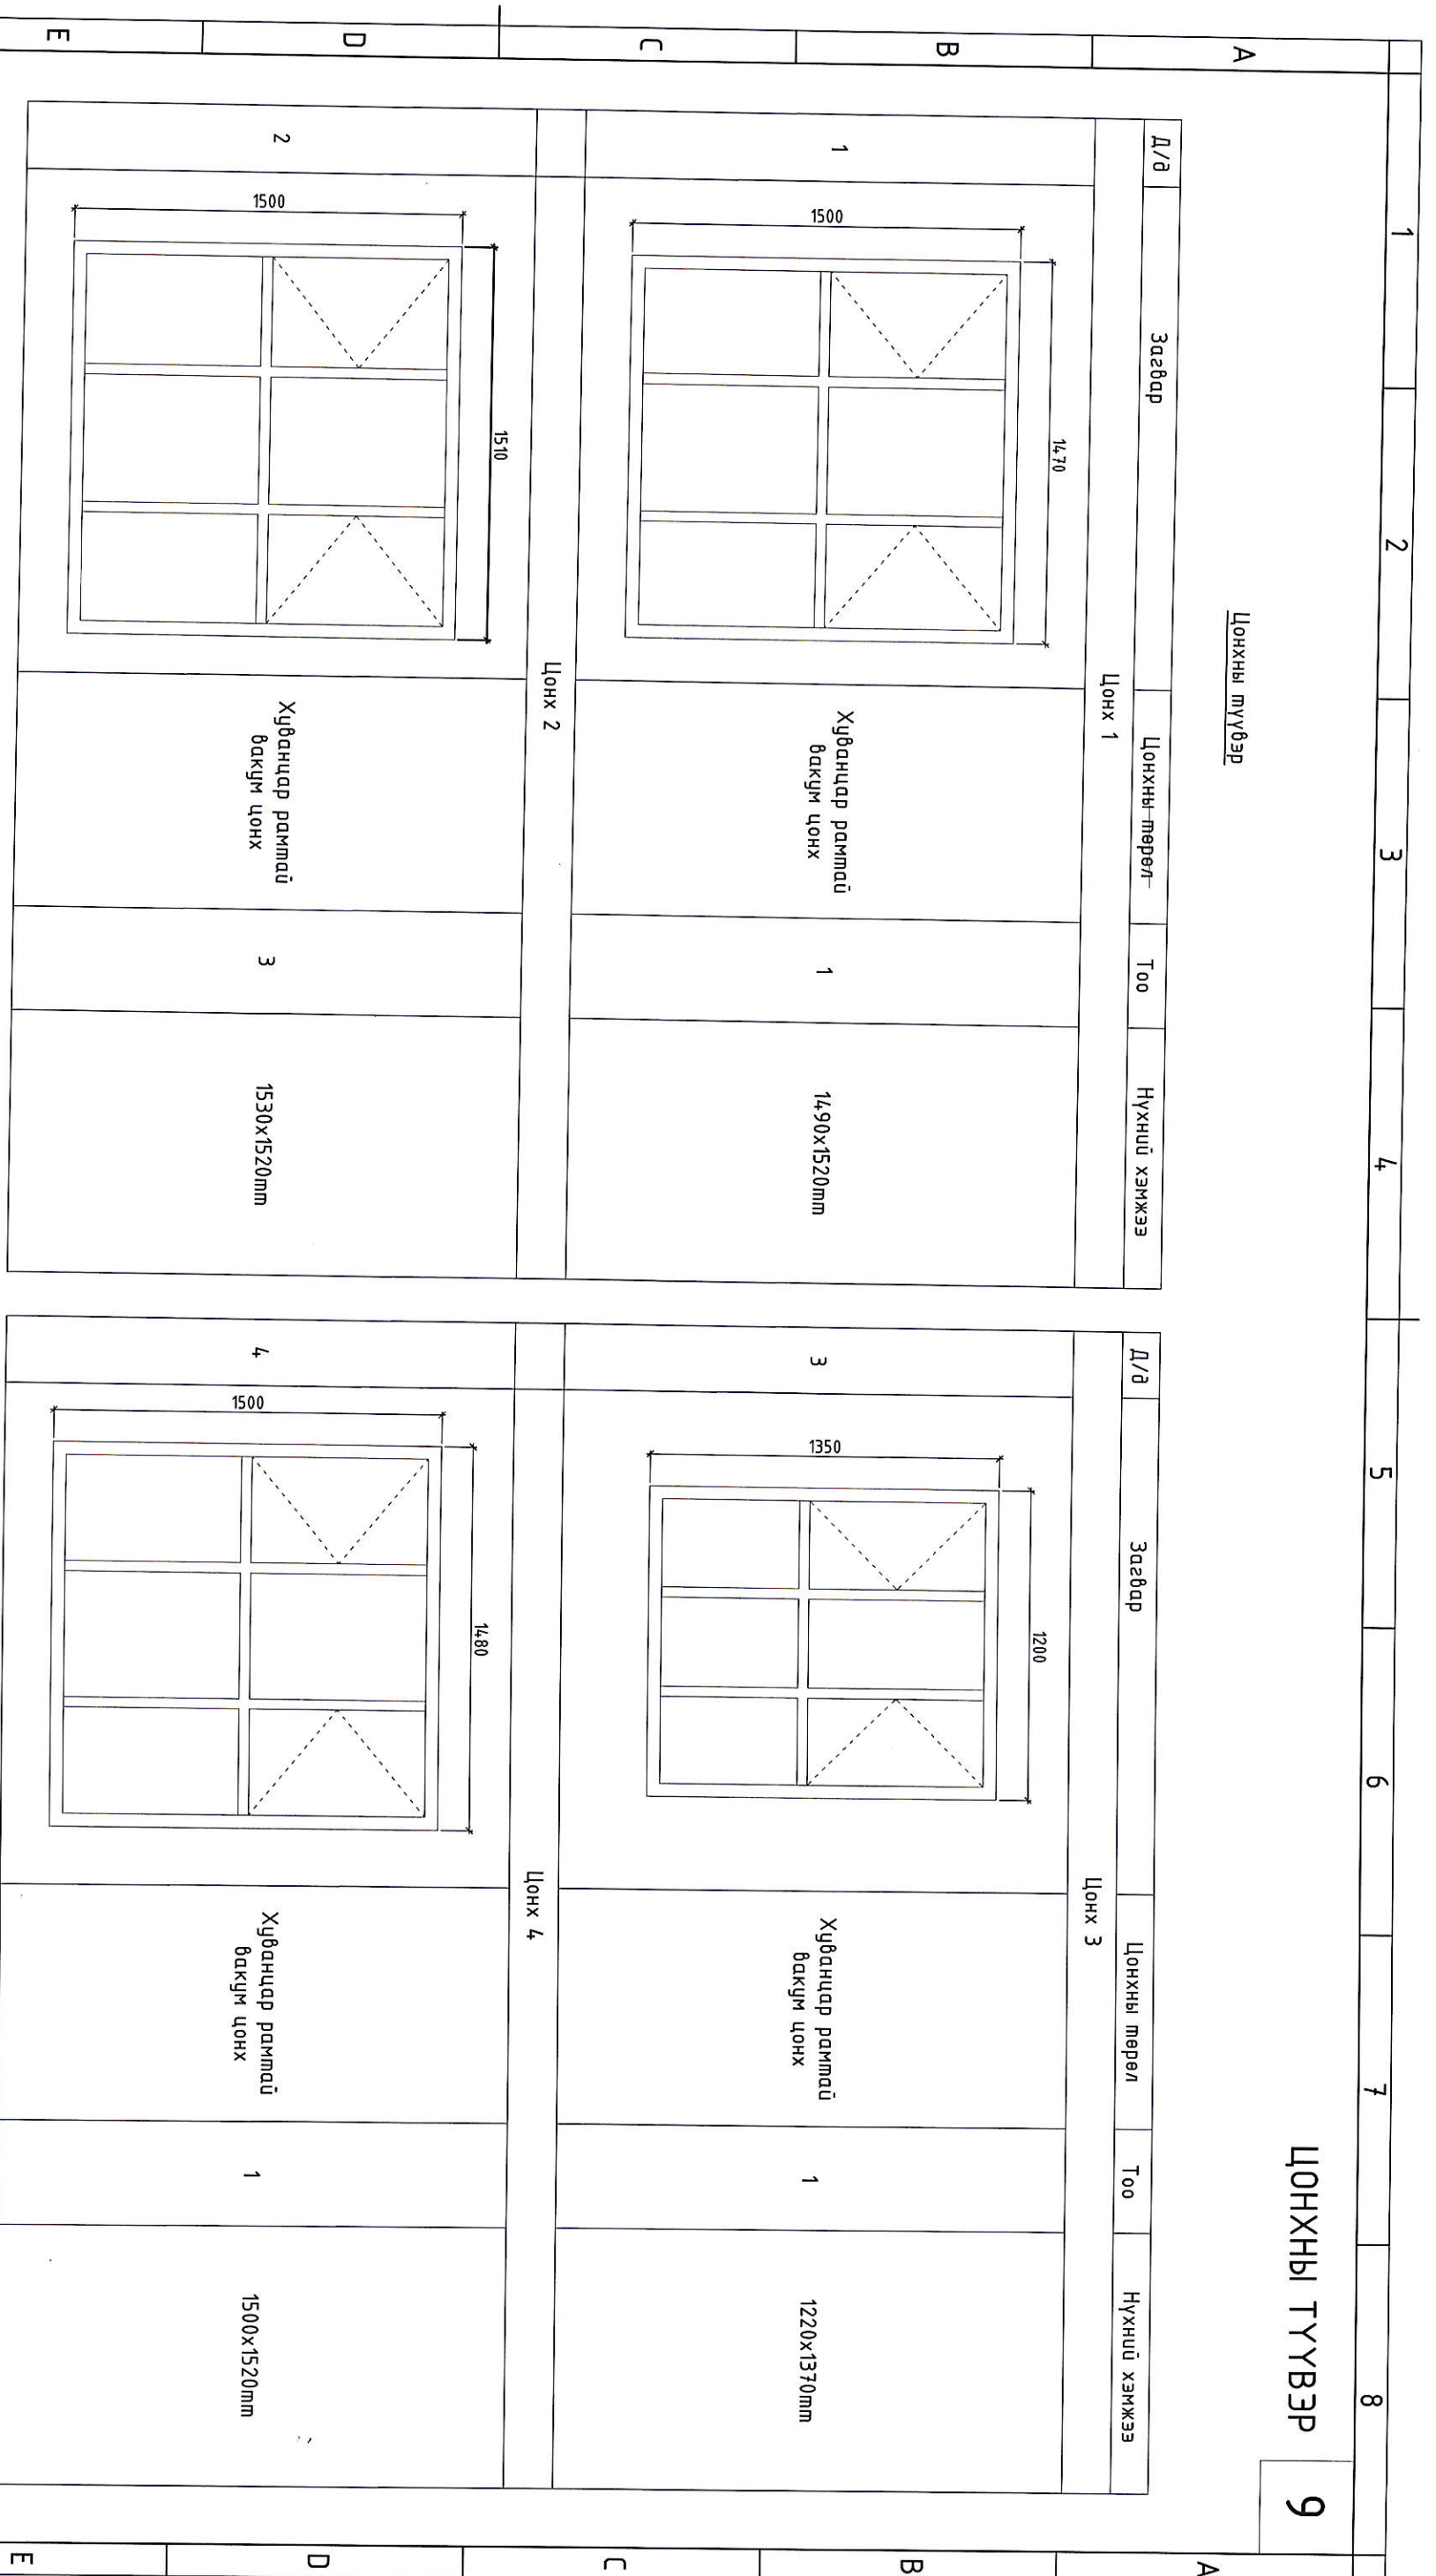 1 2 3 4 5 6 7 8
A
B
C
D
E
ЦОНХНЫ ТҮҮВЭР
9
Цонхны түүвэр
Д/д Загвар Цонхны төрөл Тоо Нүхний хэмжээ
Цонх 1
1
1500
1470
Хуванцар рамтай
вакум цонх
1
1490x1520mm
Цонх 2
2
1500
1510
Хуванцар рамтай
вакум цонх
3
1530x1520mm
Д/д Загвар Цонхны төрөл Тоо Нүхний хэмжээ
Цонх 3
3
1350
1200
Хуванцар рамтай
вакум цонх
1
1220x1370mm
Цонх 4
4
1500
1480
Хуванцар рамтай
вакум цонх
1
1500x1520mm
A
B
C
D
E